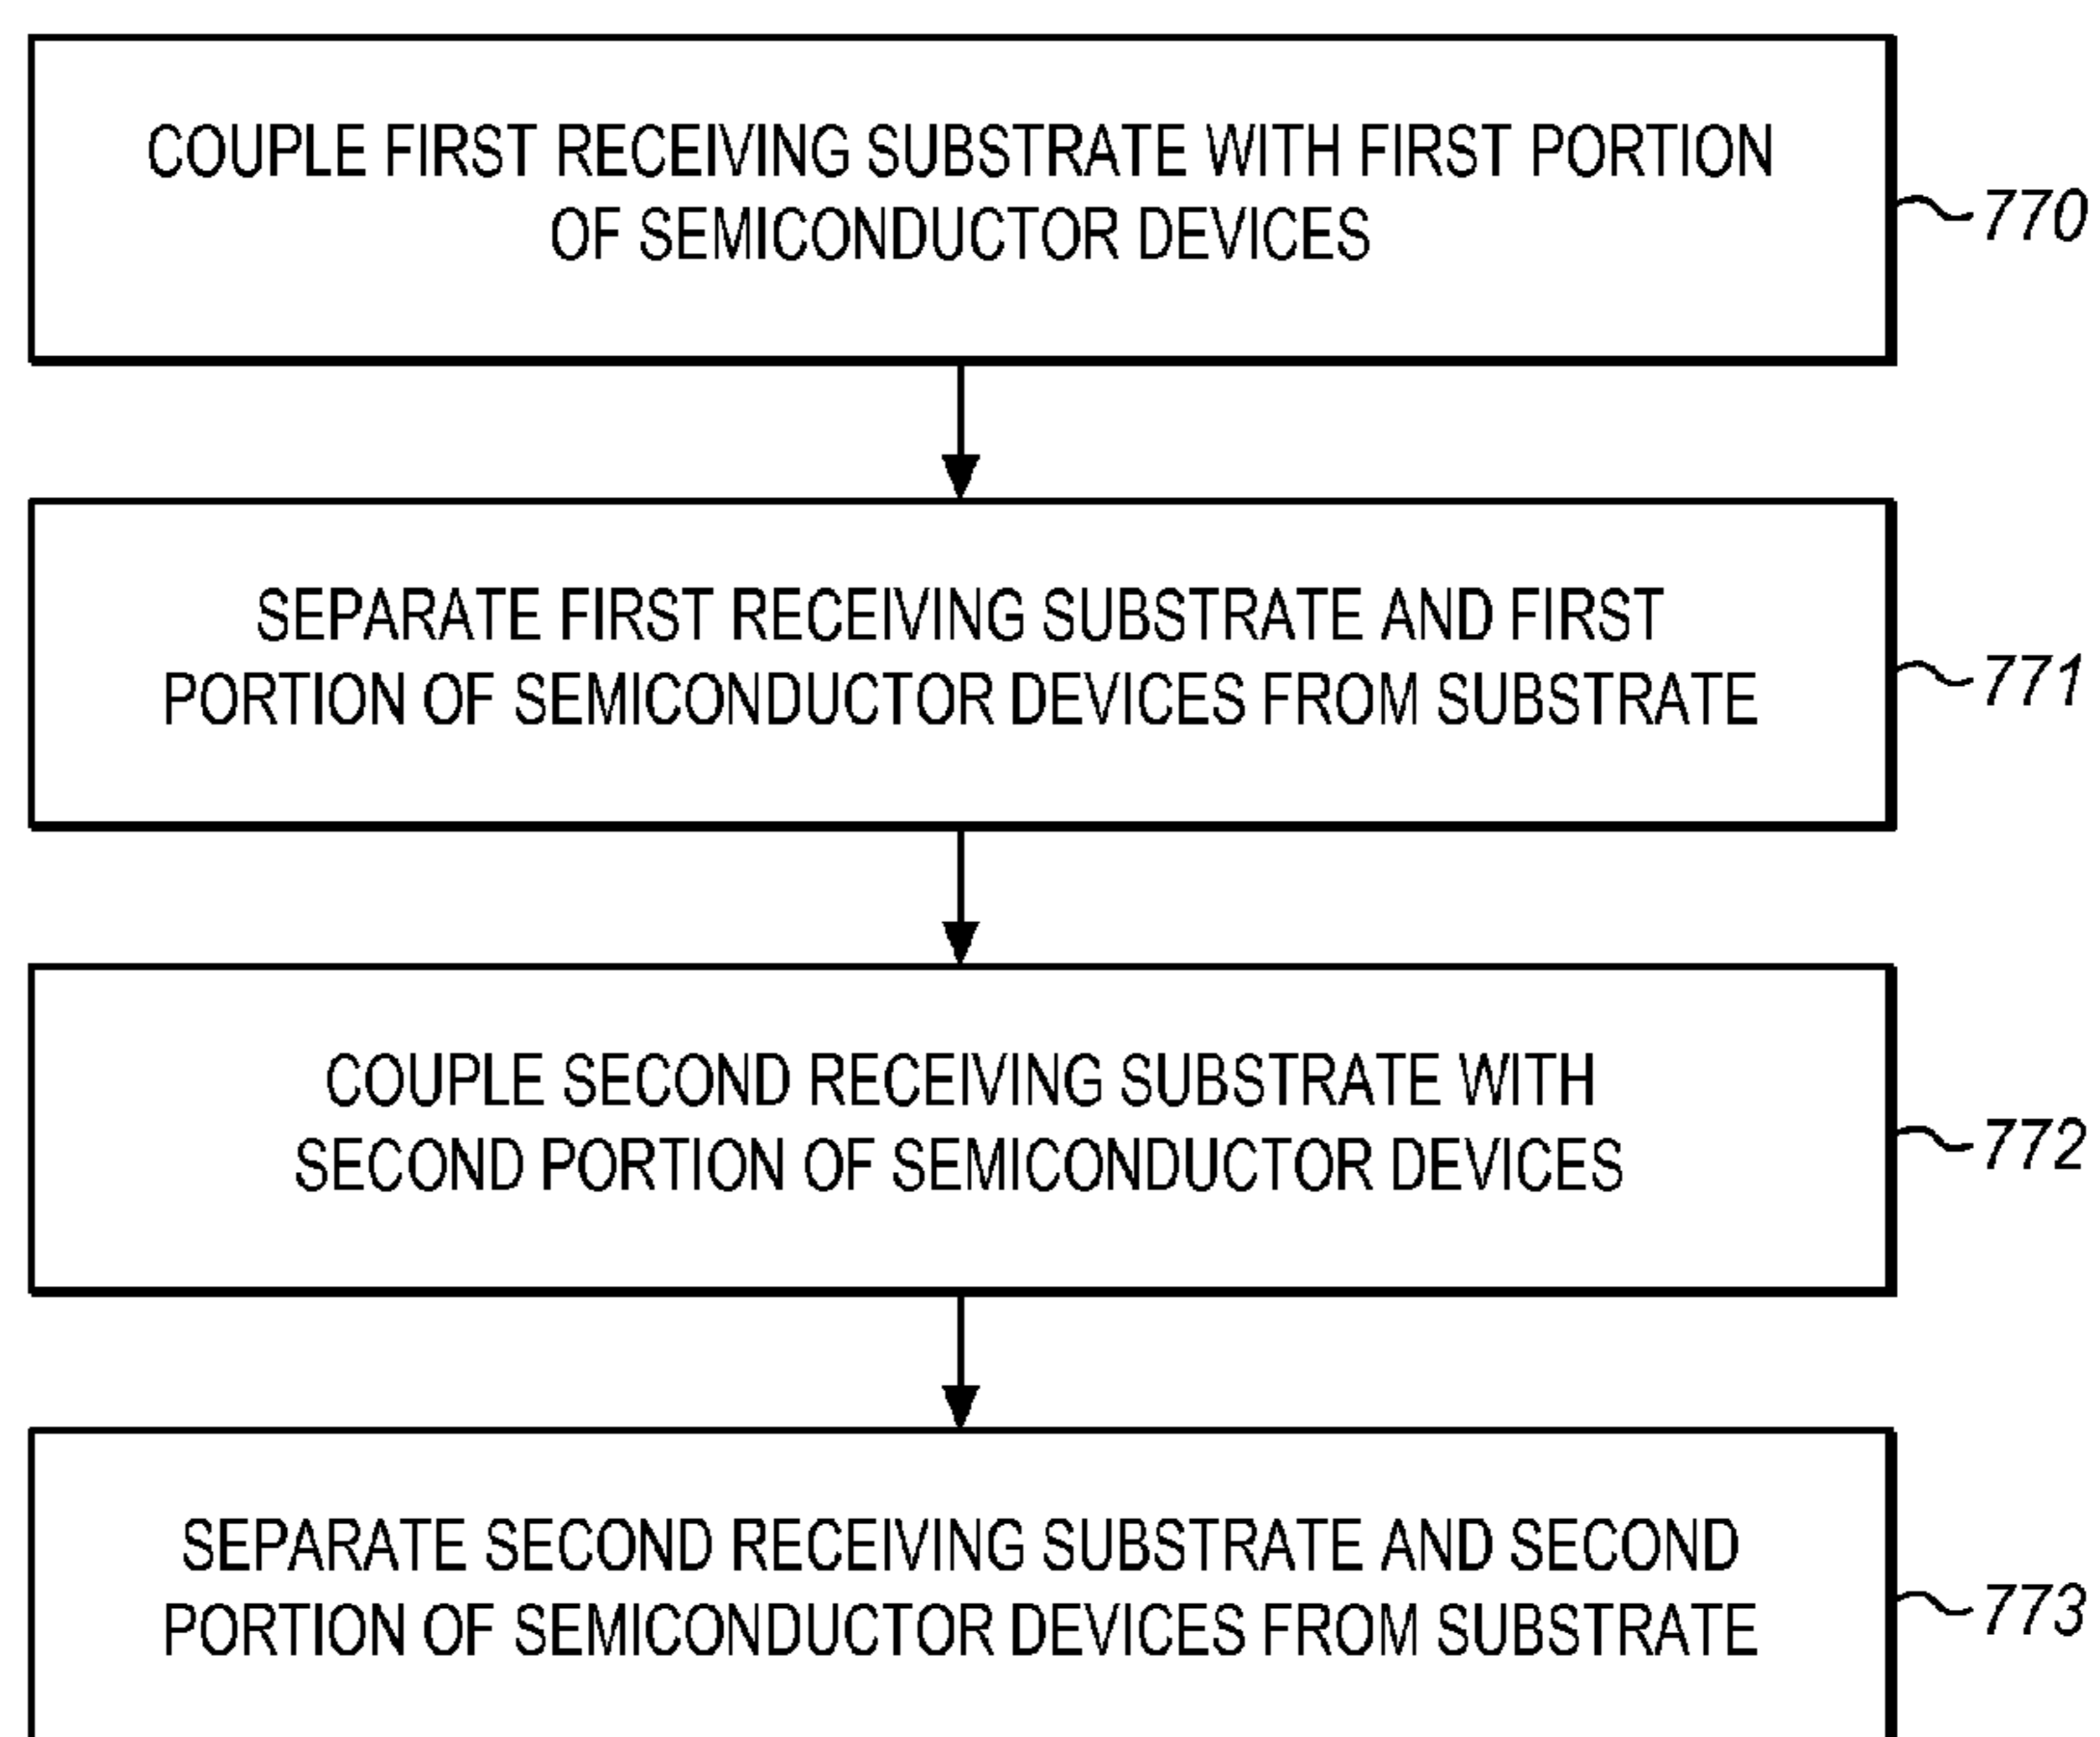 COUPLE FIRST RECEIVING SUBSTRATE WITH FIRST PORTION
OF SEMICONDUCTOR DEVICES
770
SEPARATE FIRST RECEIVING SUBSTRATE AND FIRST
PORTION OF SEMICONDUCTOR DEVICES FROM SUBSTRATE
771
COUPLE SECOND RECEIVING SUBSTRATE WITH
SECOND PORTION OF SEMICONDUCTOR DEVICES
772
SEPARATE SECOND RECEIVING SUBSTRATE AND SECOND
PORTION OF SEMICONDUCTOR DEVICES FROM SUBSTRATE
773